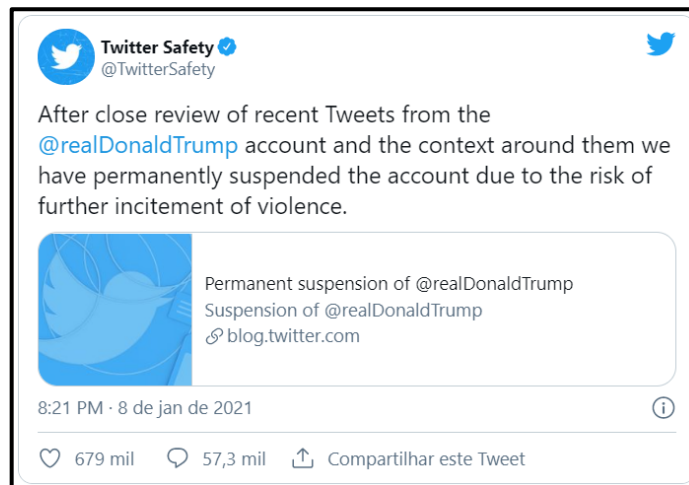 Twitter Safety
@TwitterSafety
After close review of recent Tweets from the
@realDonaldTrump account and the context around them we
have permanently suspended the account due to the risk of
further incitement of violence.
Permanent suspension of @realDonaldTrump
Suspension of @realDonaldTrump
blog.twitter.com
8:21 PM · 8 de jan de 2021
679 mil 57,3 mil Compartilhar este Tweet